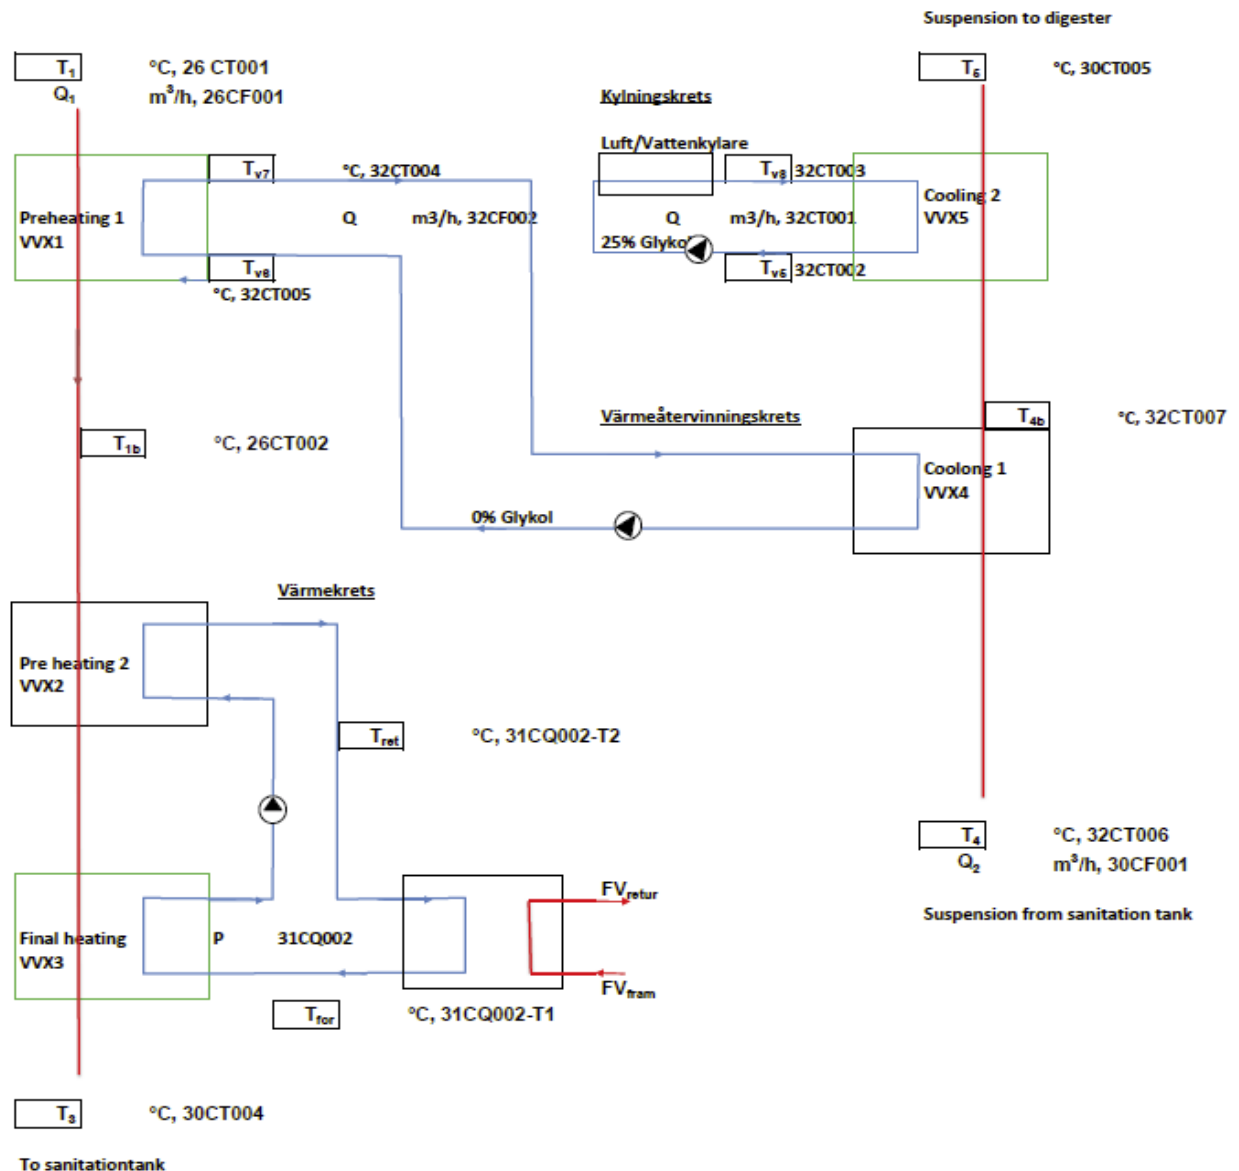 Suspension to digester
T1 °C, 26 CT001
Q1 m³/h, 26CF001
T5 °C, 30CT005
Kylningskrets
Luft/Vattenkylare
Tv7 °C, 32CT004
Tv8 32CT003
Preheating 1
VVX1
Q m3/h, 32CF002
Q m3/h, 32CT001
Cooling 2
VVX5
25% Glykol
Tv6 °C, 32CT005
Tv5 32CT002
T1b °C, 26CT002
Värmeåtervinningskrets
T4b °C, 32CT007
Coolong 1
VVX4
0% Glykol
Värmekrets
Pre heating 2
VVX2
Tret °C, 31CQ002-T2
T4 °C, 32CT006
Q2 m³/h, 30CF001
Suspension from sanitation tank
FVretur
Final heating
VVX3
P 31CQ002
FVfram
Tfor °C, 31CQ002-T1
T3 °C, 30CT004
To sanitationtank